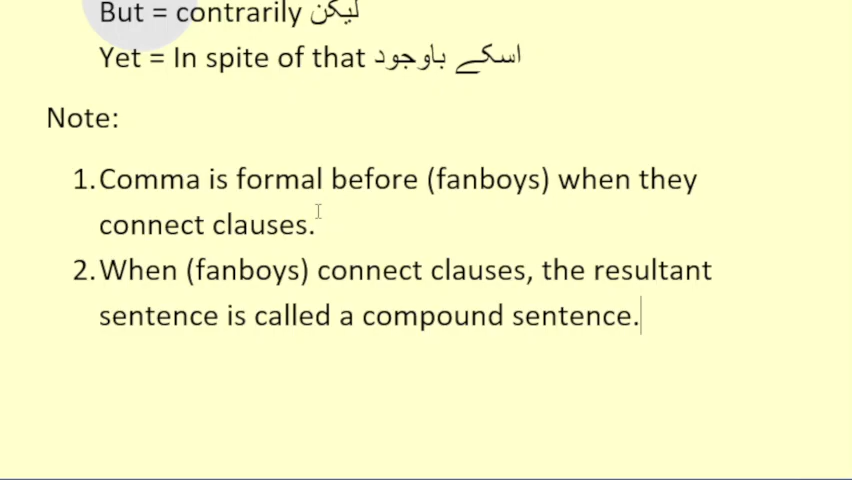 But = contrarily لیکن
Yet = In spite of that اسکے باوجود
Note:
1. Comma is formal before (fanboys) when they
connect clauses.
2. When (fanboys) connect clauses, the resultant
sentence is called a compound sentence.